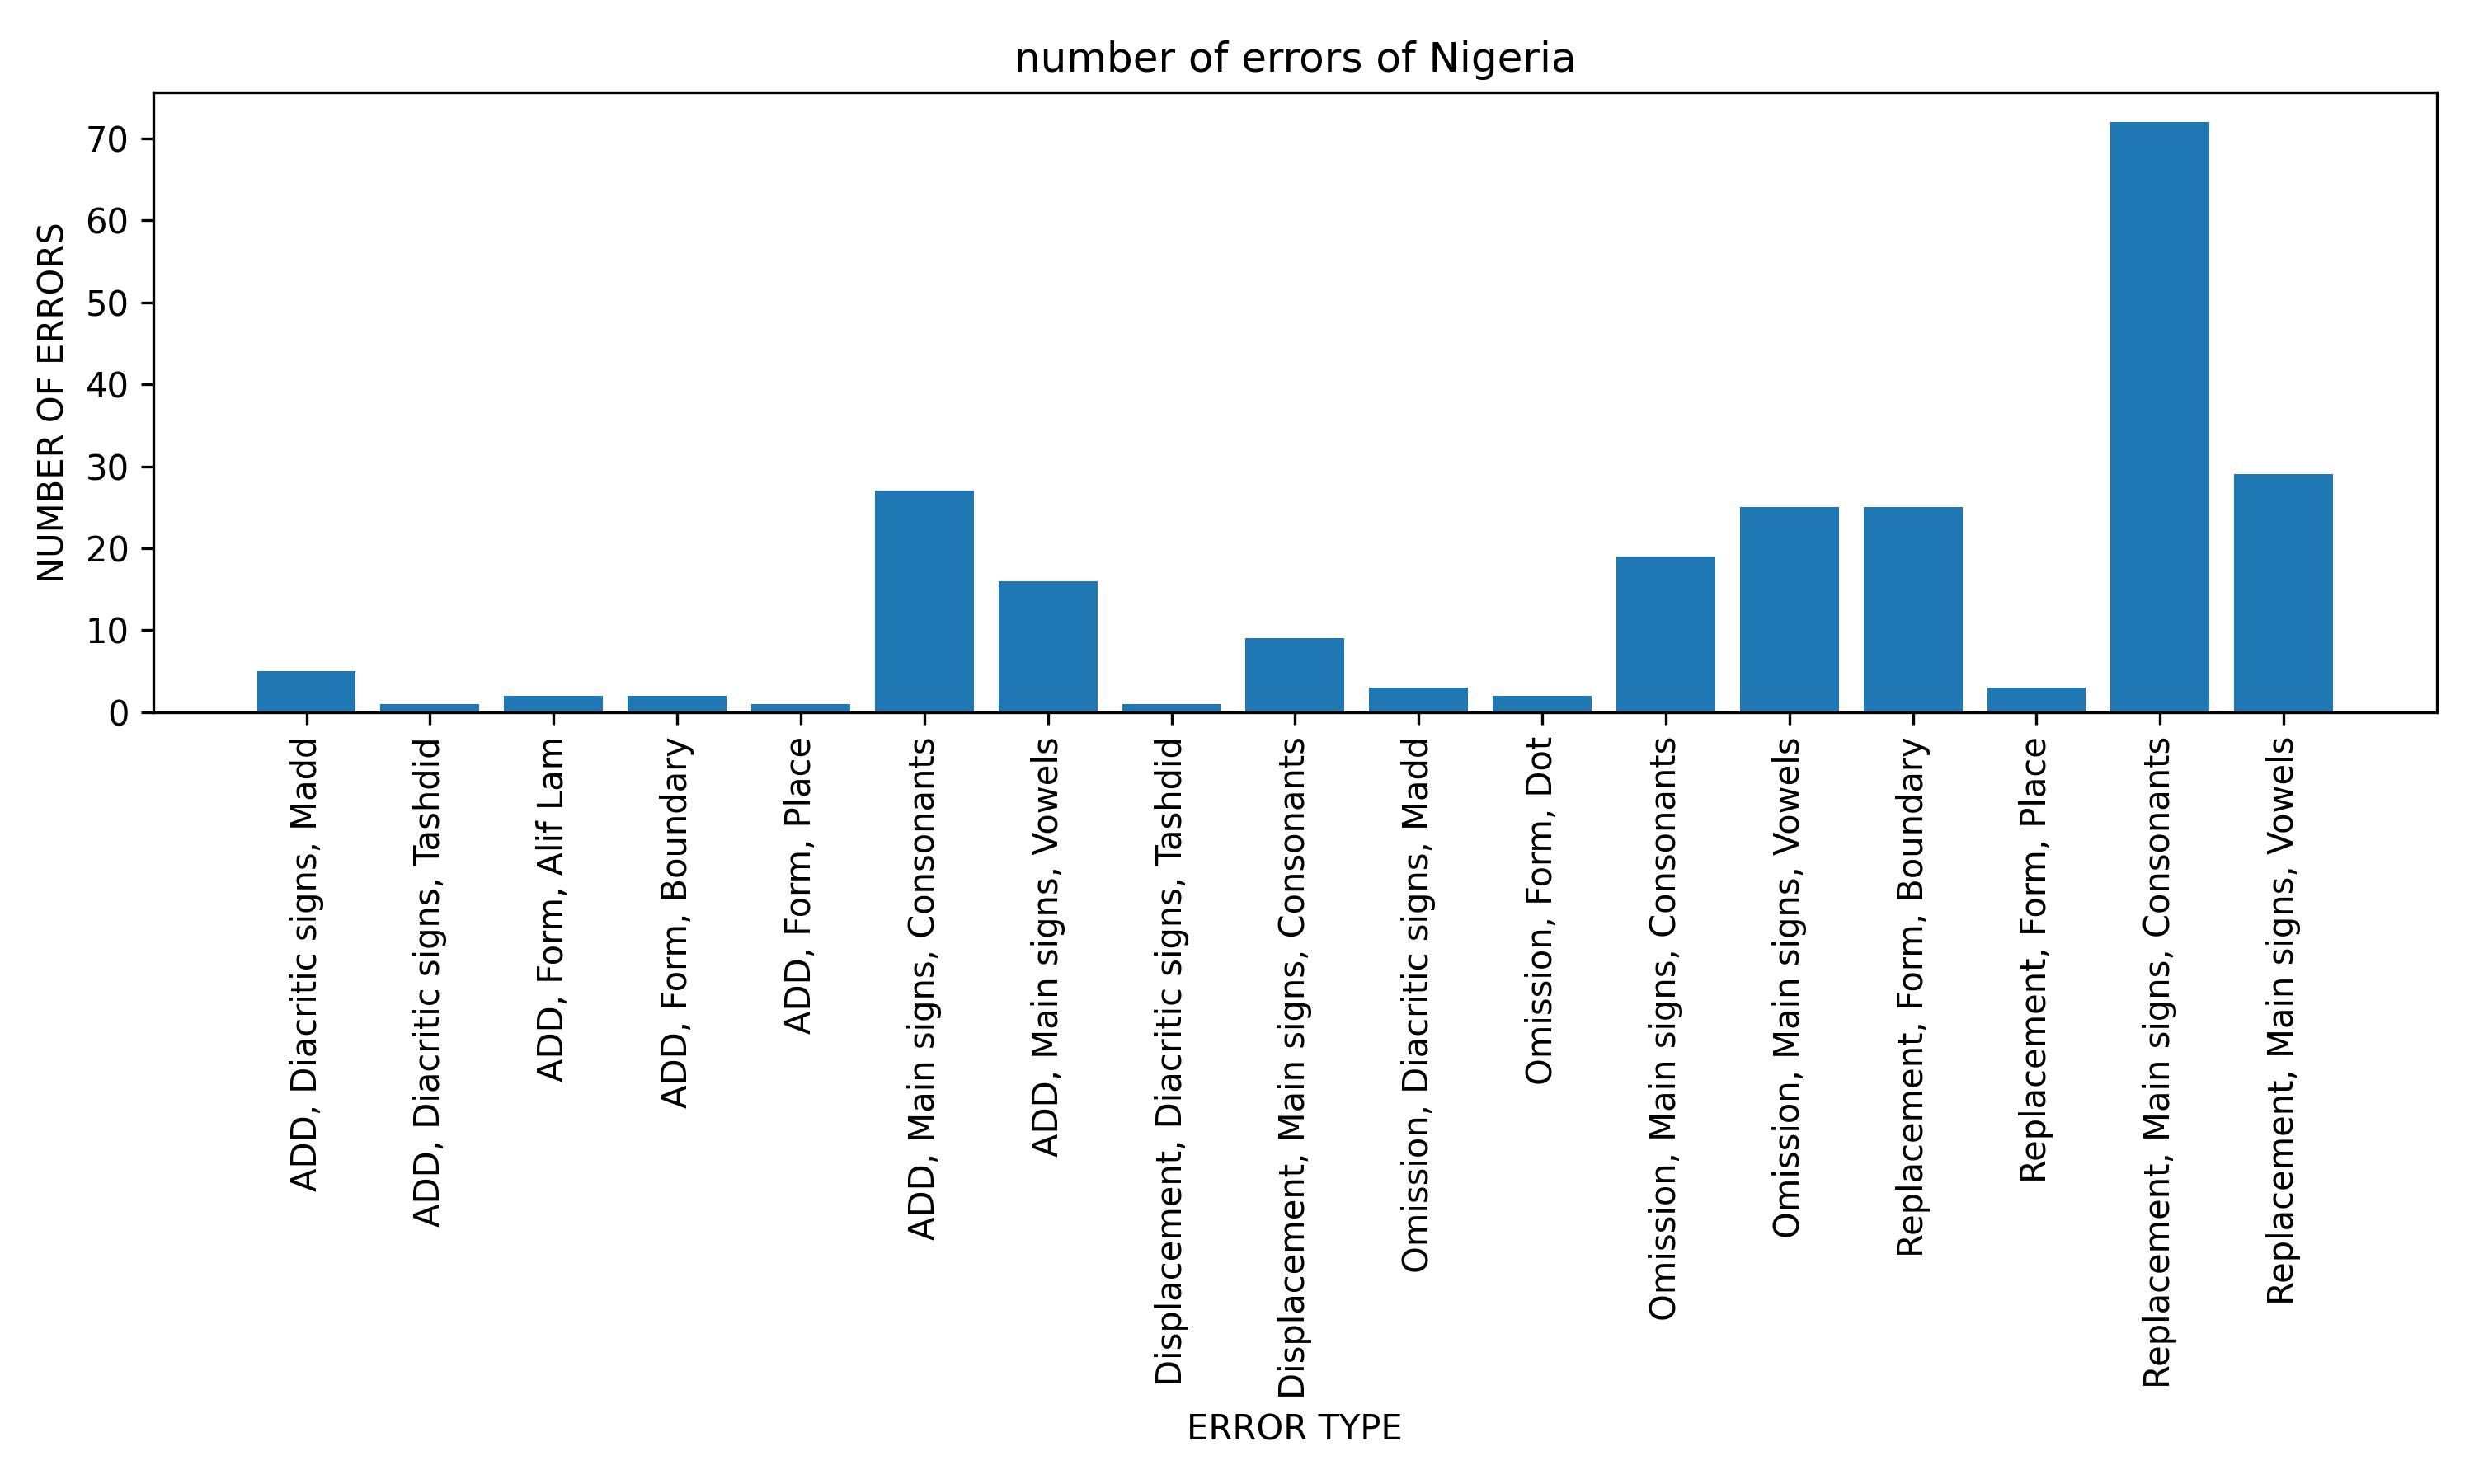 number of errors of Nigeria
NUMBER OF ERRORS
70
60
50
40
30
20
10
0
ADD, Diacritic signs, Madd
ADD, Diacritic signs, Tashdid
ADD, Form, Alif Lam
ADD, Form, Boundary
ADD, Form, Place
ADD, Main signs, Consonants
ADD, Main signs, Vowels
Displacement, Diacritic signs, Tashdid
Displacement, Main signs, Consonants
Omission, Diacritic signs, Madd
Omission, Form, Dot
Omission, Main signs, Consonants
Omission, Main signs, Vowels
Replacement, Form, Boundary
Replacement, Form, Place
Replacement, Main signs, Consonants
Replacement, Main signs, Vowels
ERROR TYPE